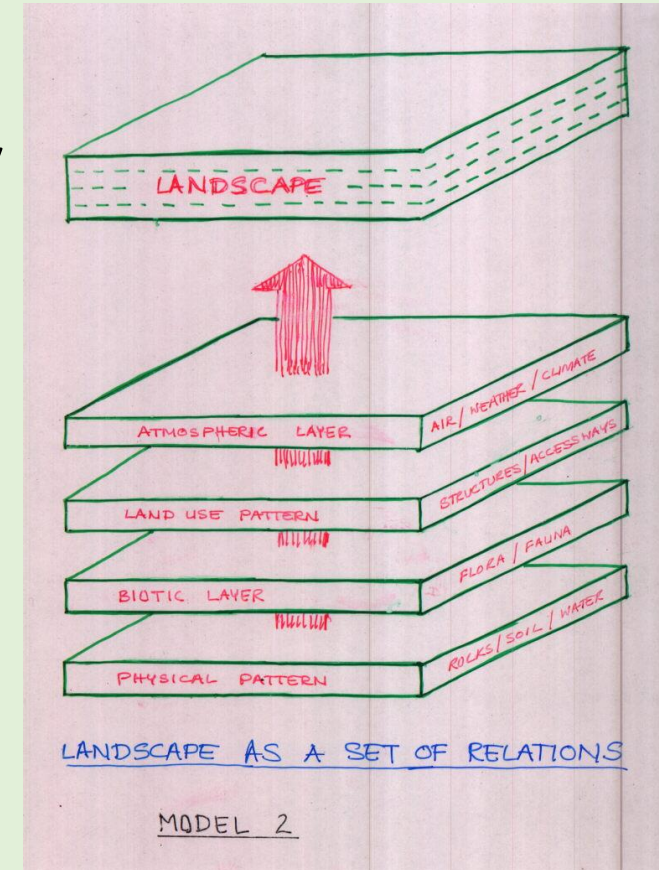 LANDSCAPE
ATMOSPHERIC LAYER
AIR / WEATHER / CLIMATE
LAND USE PATTERN
STRUCTURES / ACCESSWAYS
BIOTIC LAYER
FLORA / FAUNA
PHYSICAL PATTERN
ROCKS / SOIL / WATER
LANDSCAPE AS A SET OF RELATIONS
MODEL 2